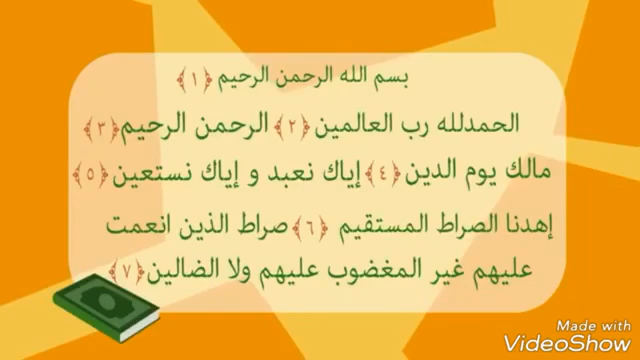 بسم الله الرحمن الرحيم ﴿١﴾
الحمدلله رب العالمين ﴿٢﴾ الرحمن الرحيم ﴿٣﴾
مالك يوم الدين ﴿٤﴾ إياك نعبد و إياك نستعين ﴿٥﴾
إهدنا الصراط المستقيم ﴿٦﴾ صراط الذين انعمت
عليهم غير المغضوب عليهم ولا الضالين ﴿٧﴾
Made with
VideoShow